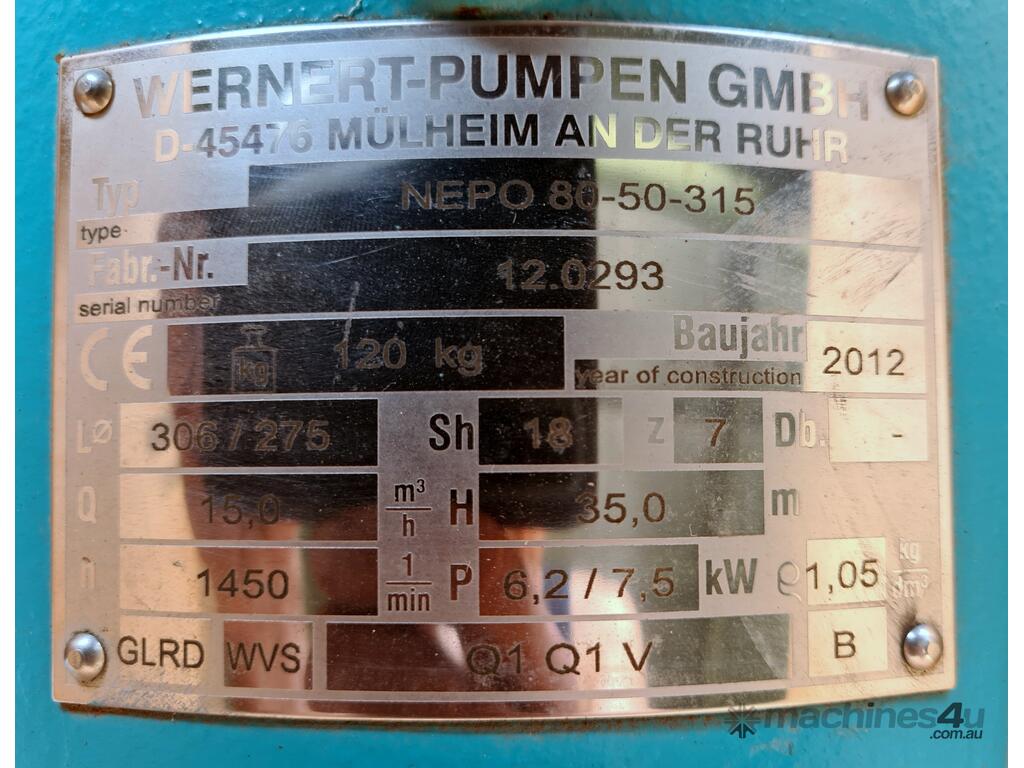 WERNERT-PUMPEN GMBH
D-45476 MÜLHEIM AN DER RUHR
Typ
type
NEPO 80-50-315
Fabr.-Nr.
serial number
12.0293
CE kg 120 kg
Baujahr
year of construction
2012
LØ 306/275 Sh 18 z 7 Db. -
Q 15,0 m³/h H 35,0 m
n 1450 1/min P 6,2/7,5 kW ρ 1,05 kg/dm³
GLRD WVS Q1 Q1 V B
machines4u
.com.au